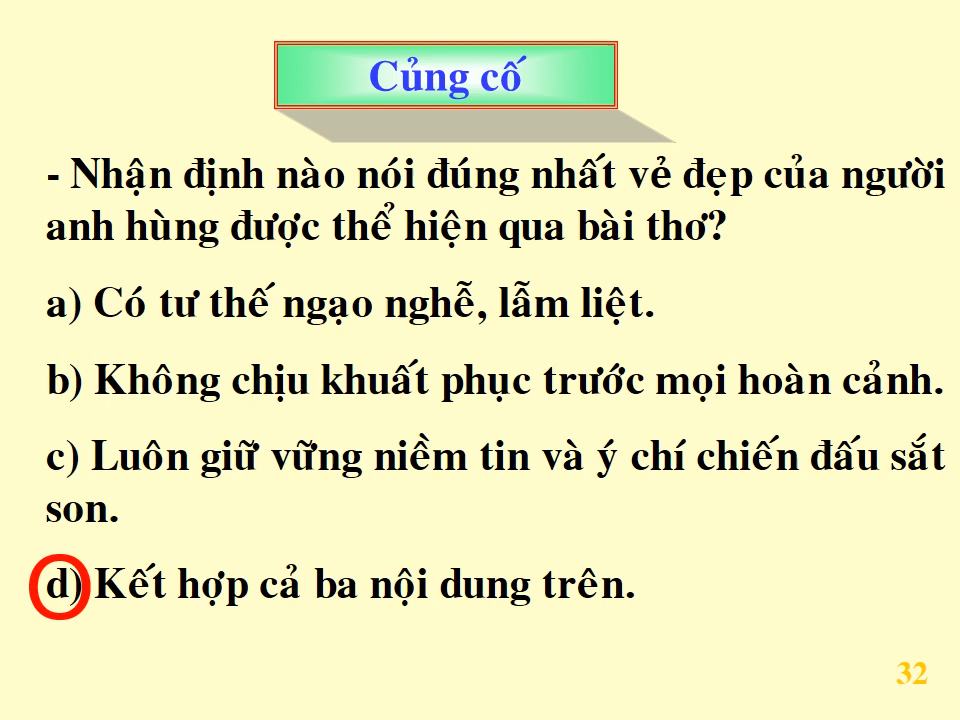 Củng cố
- Nhận định nào nói đúng nhất vẻ đẹp của người
anh hùng được thể hiện qua bài thơ?
a) Có tư thế ngạo nghễ, lẫm liệt.
b) Không chịu khuất phục trước mọi hoàn cảnh.
c) Luôn giữ vững niềm tin và ý chí chiến đấu sắt
son.
d) Kết hợp cả ba nội dung trên.
32